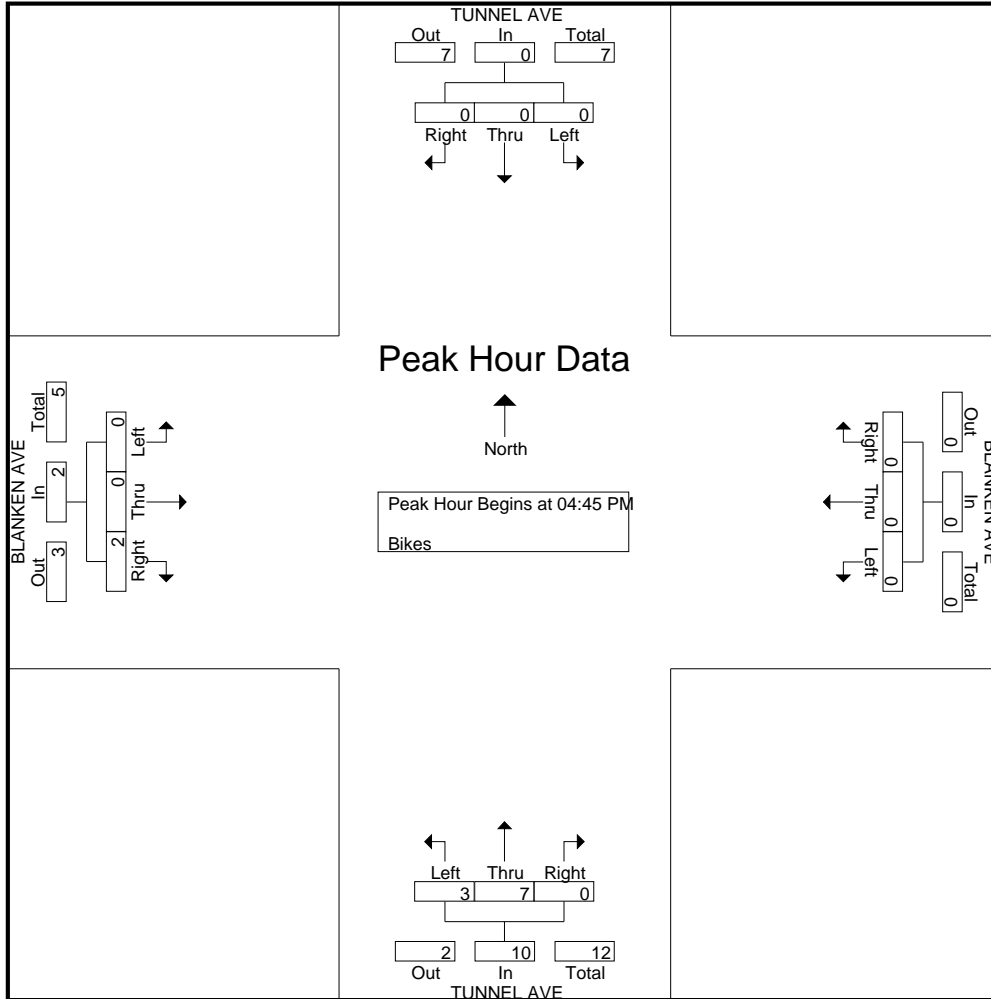 TUNNEL AVE
Out In Total
7 0 7
0 0 0
Right Thru Left
Peak Hour Data
North
Peak Hour Begins at 04:45 PM
Bikes
BLANKEN AVE
Total In Out
5 2 3
0 0 2
Left Thru Right
BLANKEN AVE
Out In Total
0 0 0
0 0 0
Right Thru Left
Left Thru Right
3 7 0
2 10 12
Out In Total
TUNNEL AVE